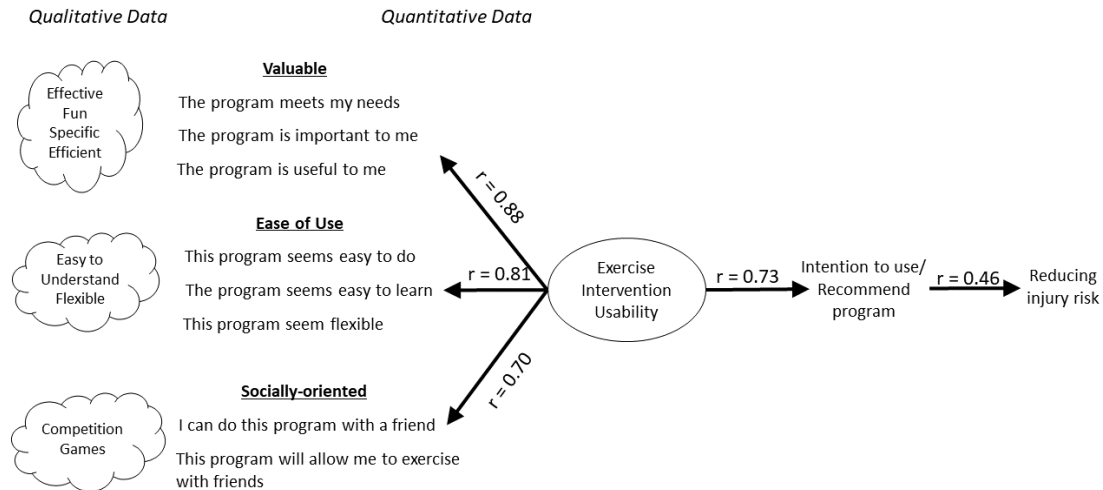 Qualitative Data
Quantitative Data
Effective
Fun
Specific
Efficient
Valuable
The program meets my needs
The program is important to me
The program is useful to me
r = 0.88
Easy to
Understand
Flexible
Ease of Use
This program seems easy to do
The program seems easy to learn
This program seem flexible
r = 0.81
Exercise
Intervention
Usability
r = 0.73
Intention to use/
Recommend
program
r = 0.46
Reducing
injury risk
r = 0.70
Competition
Games
Socially-oriented
I can do this program with a friend
This program will allow me to exercise
with friends